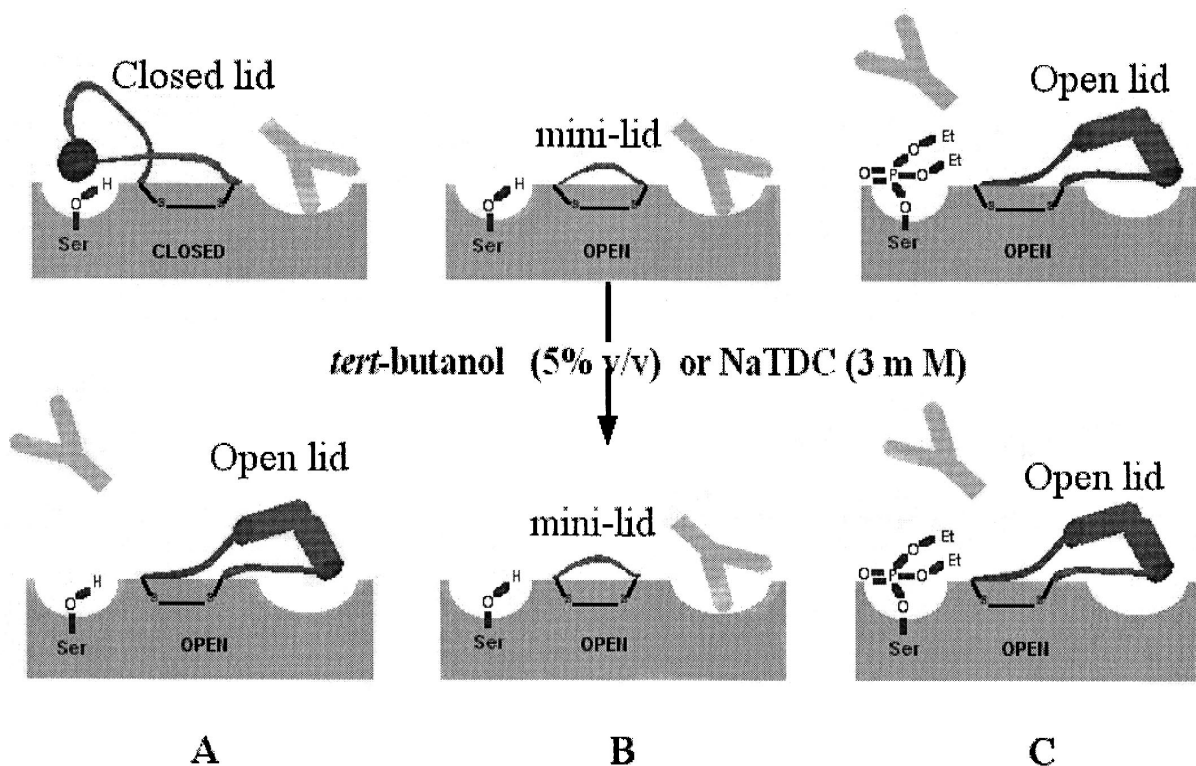 Closed lid
H
O
Ser
S S
CLOSED
mini-lid
H
O
Ser
S S
OPEN
Open lid
O=P-O-Et
O-Et
O
Ser
S S
OPEN
tert-butanol (5% v/v) or NaTDC (3 m M)
Open lid
H
O
Ser
S S
OPEN
mini-lid
H
O
Ser
S S
OPEN
Open lid
O=P-O-Et
O-Et
O
Ser
S S
OPEN
A B C